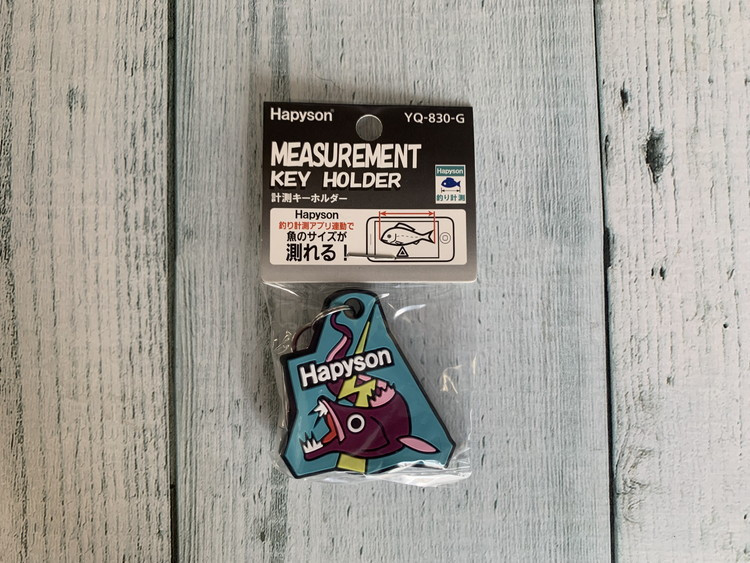 Hapyson®
YQ-830-G
MEASUREMENT
KEY HOLDER
計測キーホルダー
Hapyson
釣り計測
Hapyson
釣り計測アプリ連動で
魚のサイズが
測れる!
Hapyson